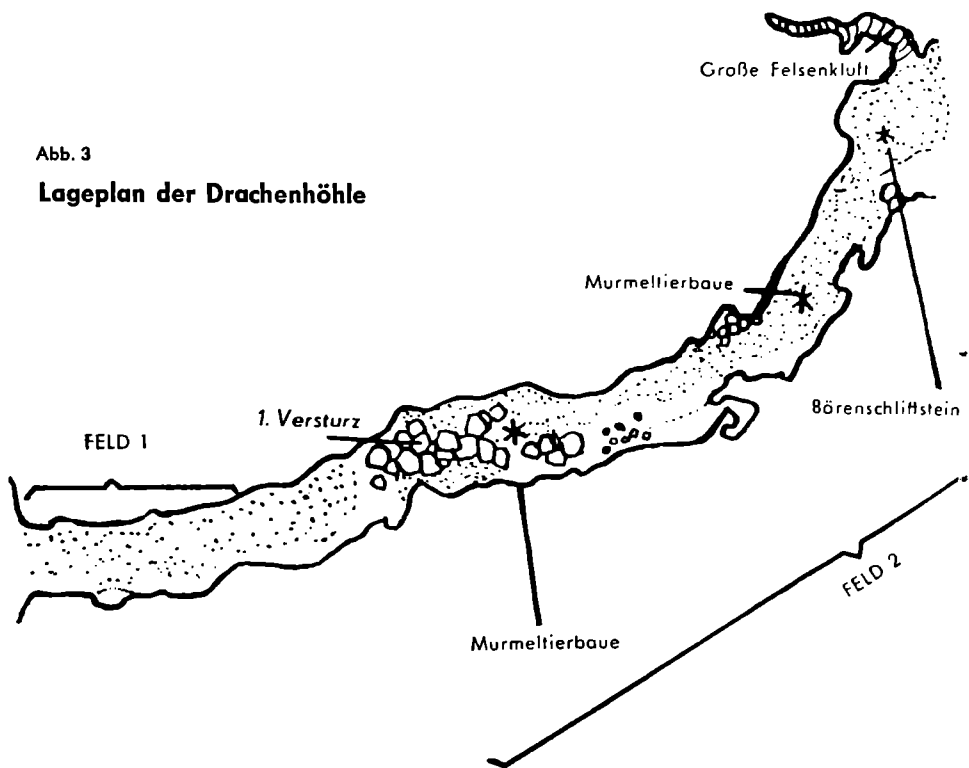 Große Felsenkluft
Abb. 3
Lageplan der Drachenhöhle
Murmeltierbaue
Bärenschliffstein
1. Versturz
FELD 1
FELD 2
Murmeltierbaue